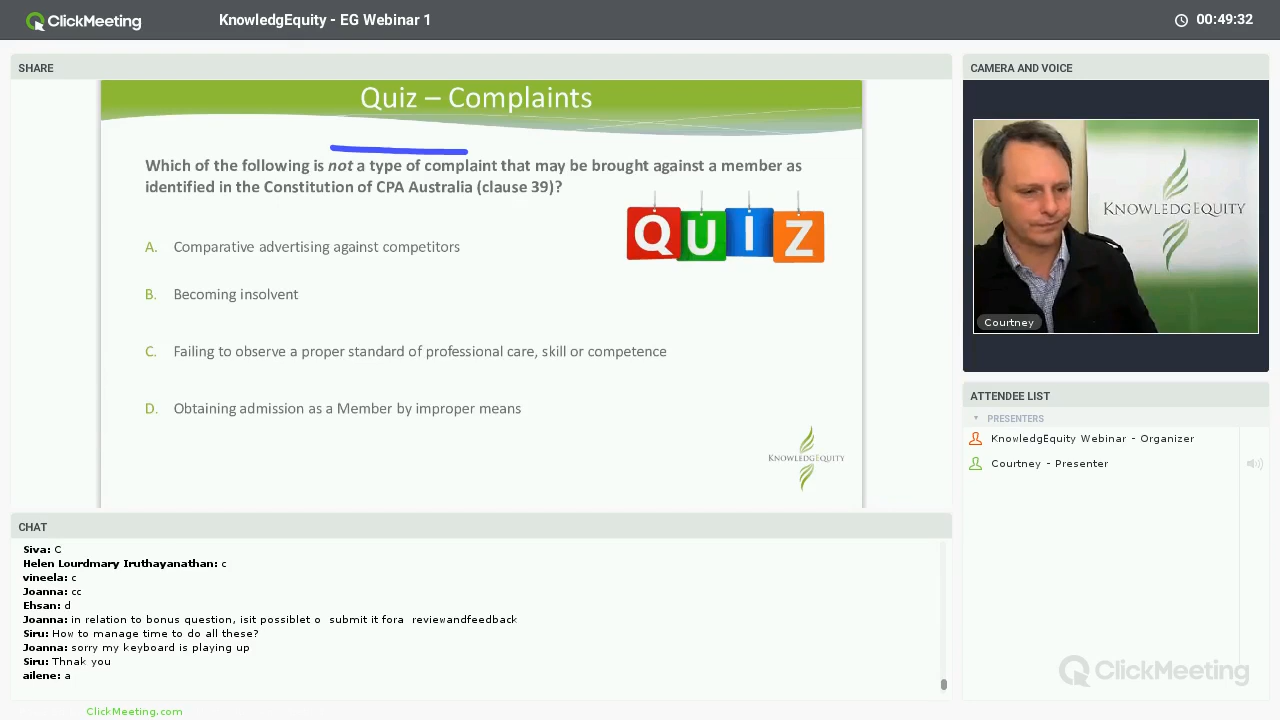 ClickMeeting
KnowledgEquity - EG Webinar 1
00:49:32
SHARE
Quiz – Complaints
Which of the following is not a type of complaint that may be brought against a member as
identified in the Constitution of CPA Australia (clause 39)?
QUIZ
A. Comparative advertising against competitors
B. Becoming insolvent
C. Failing to observe a proper standard of professional care, skill or competence
D. Obtaining admission as a Member by improper means
KNOWLEDGEQUITY
CAMERA AND VOICE
KNOWLEDGEQUITY
Courtney
ATTENDEE LIST
PRESENTERS
KnowledgEquity Webinar - Organizer
Courtney - Presenter
CHAT
Siva: C
Helen Lourdmary Iruthayanathan: c
vineela: c
Joanna: cc
Ehsan: d
Joanna: in relation to bonus question, isit possiblet o submit it fora reviewandfeedback
Siru: How to manage time to do all these?
Joanna: sorry my keyboard is playing up
Siru: Thnak you
ailene: a
ClickMeeting
ClickMeeting.com